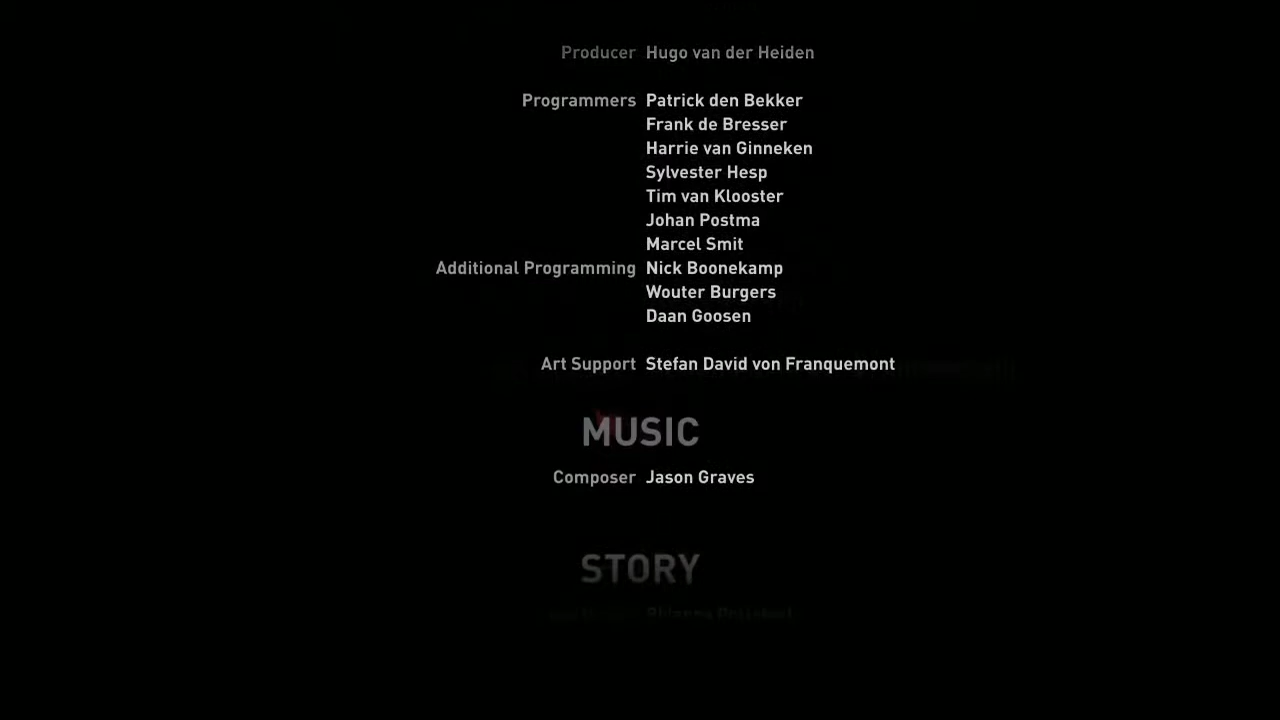 Producer Hugo van der Heiden
Programmers Patrick den Bekker
Frank de Bresser
Harrie van Ginneken
Sylvester Hesp
Tim van Klooster
Johan Postma
Marcel Smit
Additional Programming Nick Boonekamp
Wouter Burgers
Daan Goosen
Art Support Stefan David von Franquemont
MUSIC
Composer Jason Graves
STORY